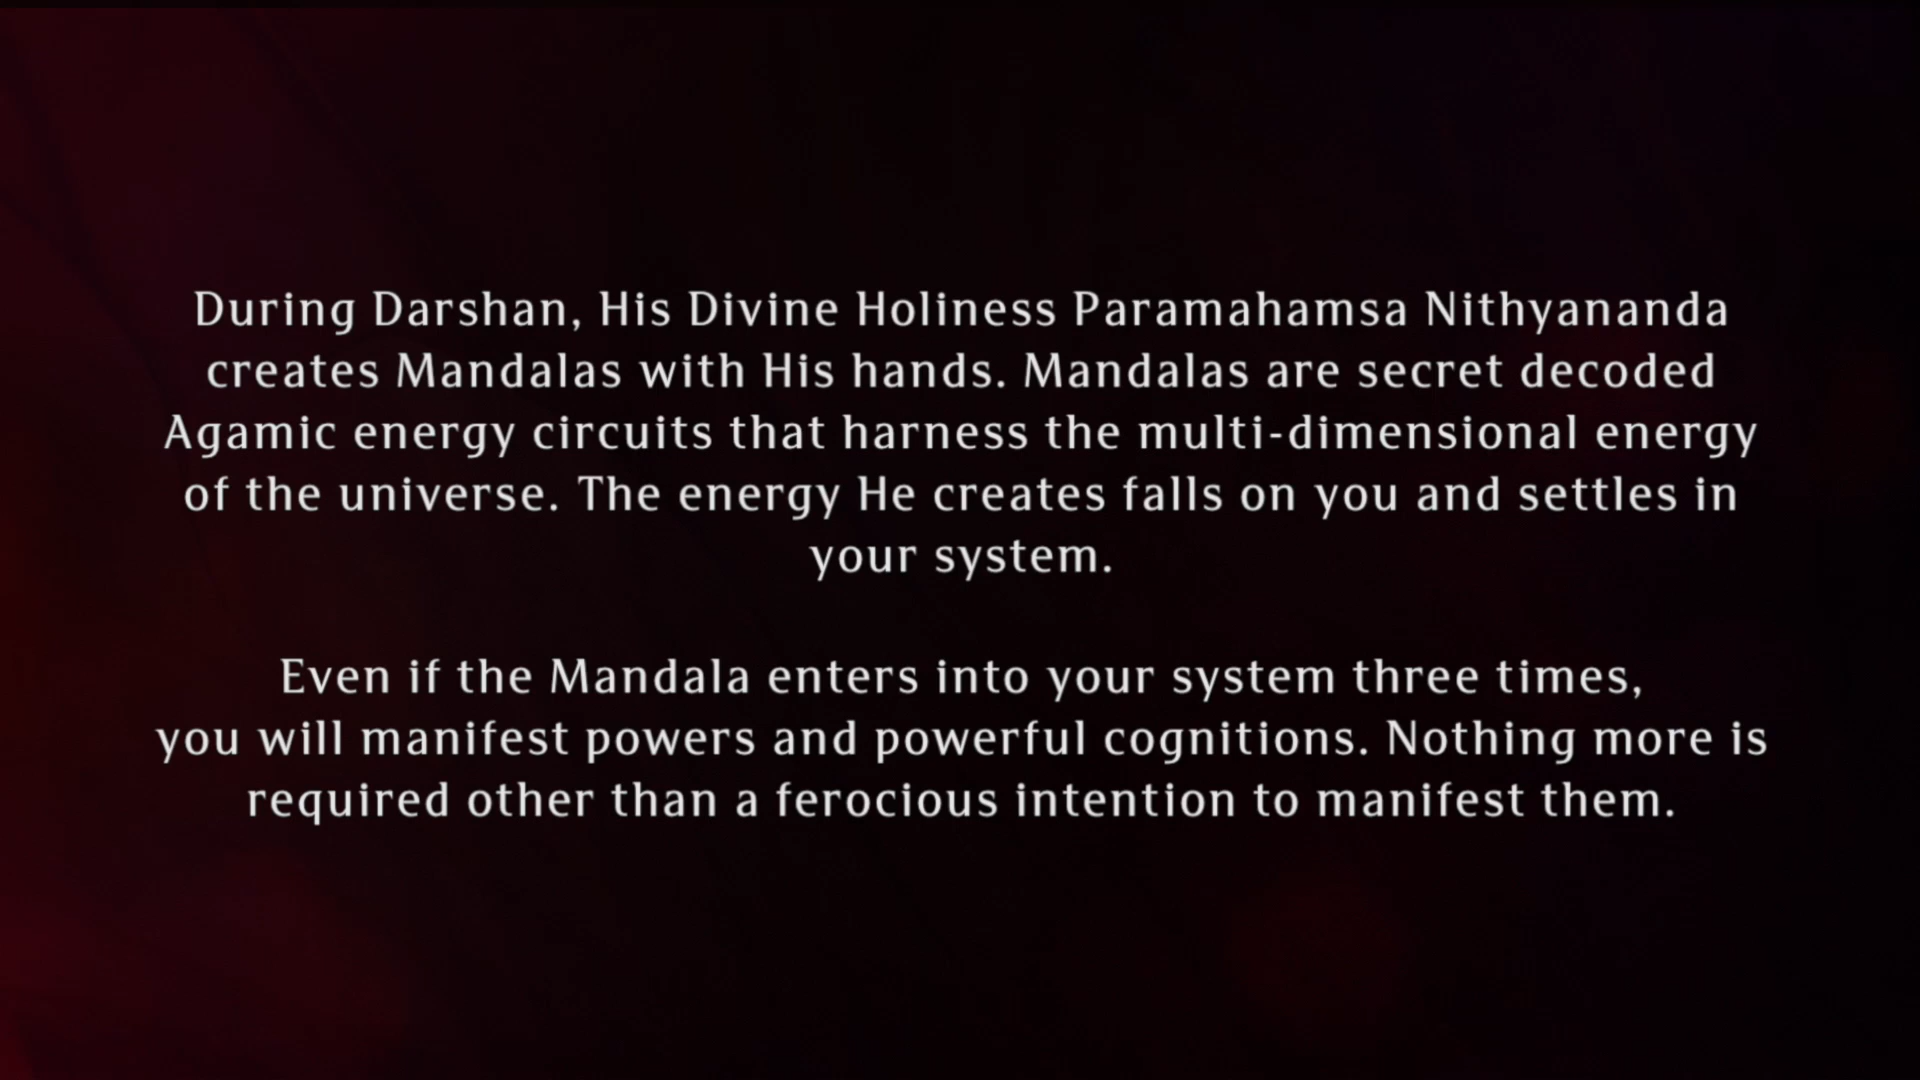 During Darshan, His Divine Holiness Paramahamsa Nithyananda
creates Mandalas with His hands. Mandalas are secret decoded
Agamic energy circuits that harness the multi-dimensional energy
of the universe. The energy He creates falls on you and settles in
your system.
Even if the Mandala enters into your system three times,
you will manifest powers and powerful cognitions. Nothing more is
required other than a ferocious intention to manifest them.